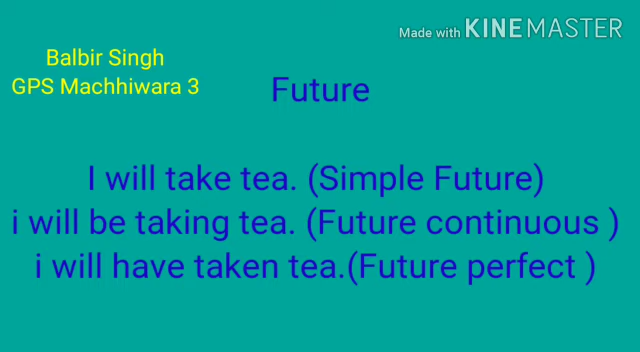 Made with KINEMASTER
Balbir Singh
GPS Machhiwara 3
Future
I will take tea. (Simple Future)
i will be taking tea. (Future continuous )
i will have taken tea.(Future perfect )